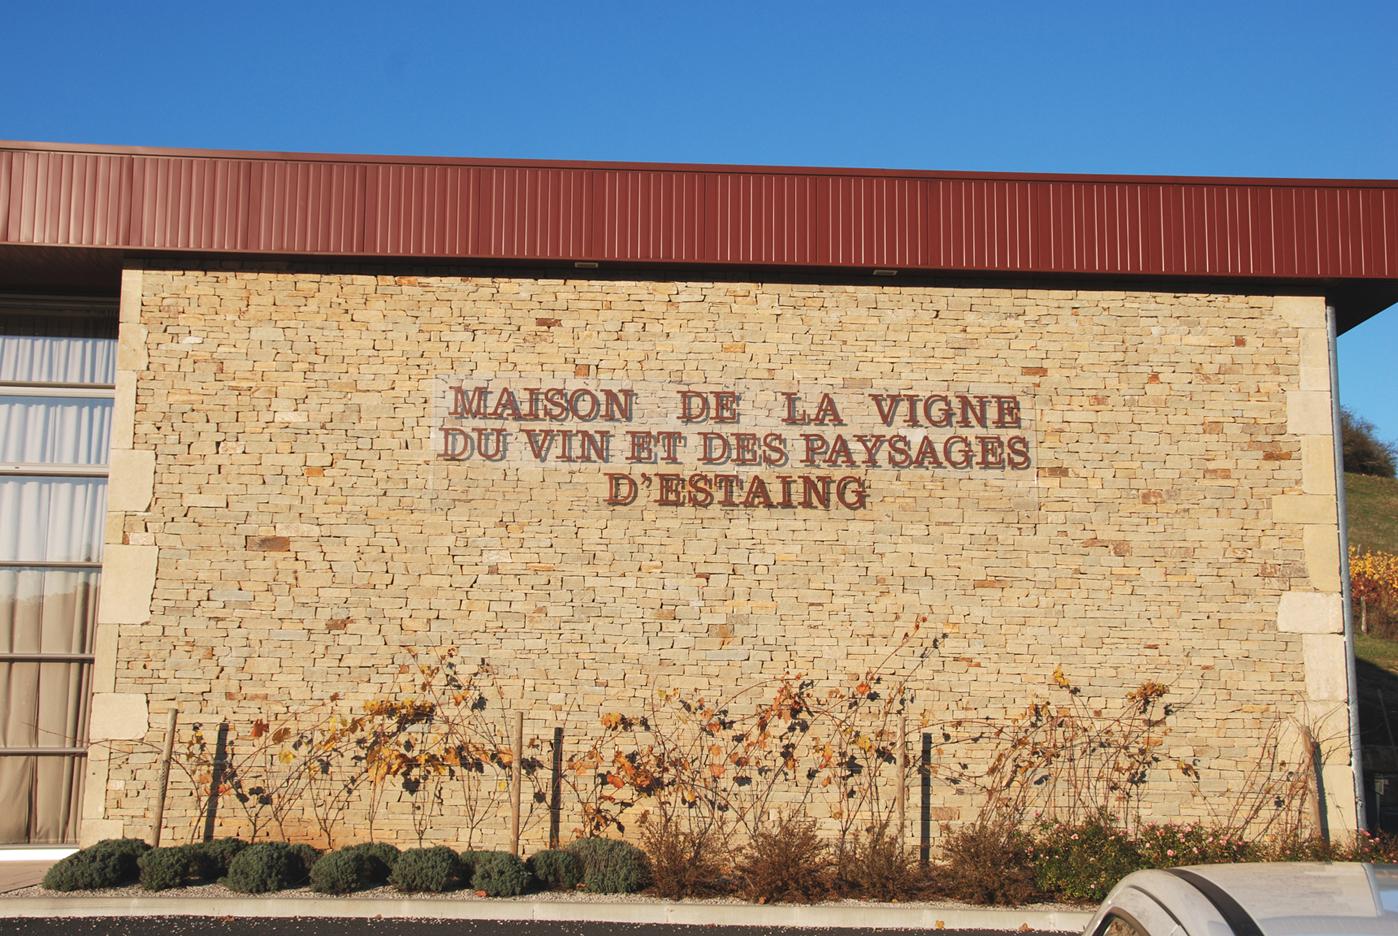 MAISON DE LA VIGNE
DU VIN ET DES PAYSAGES
D'ESTAING